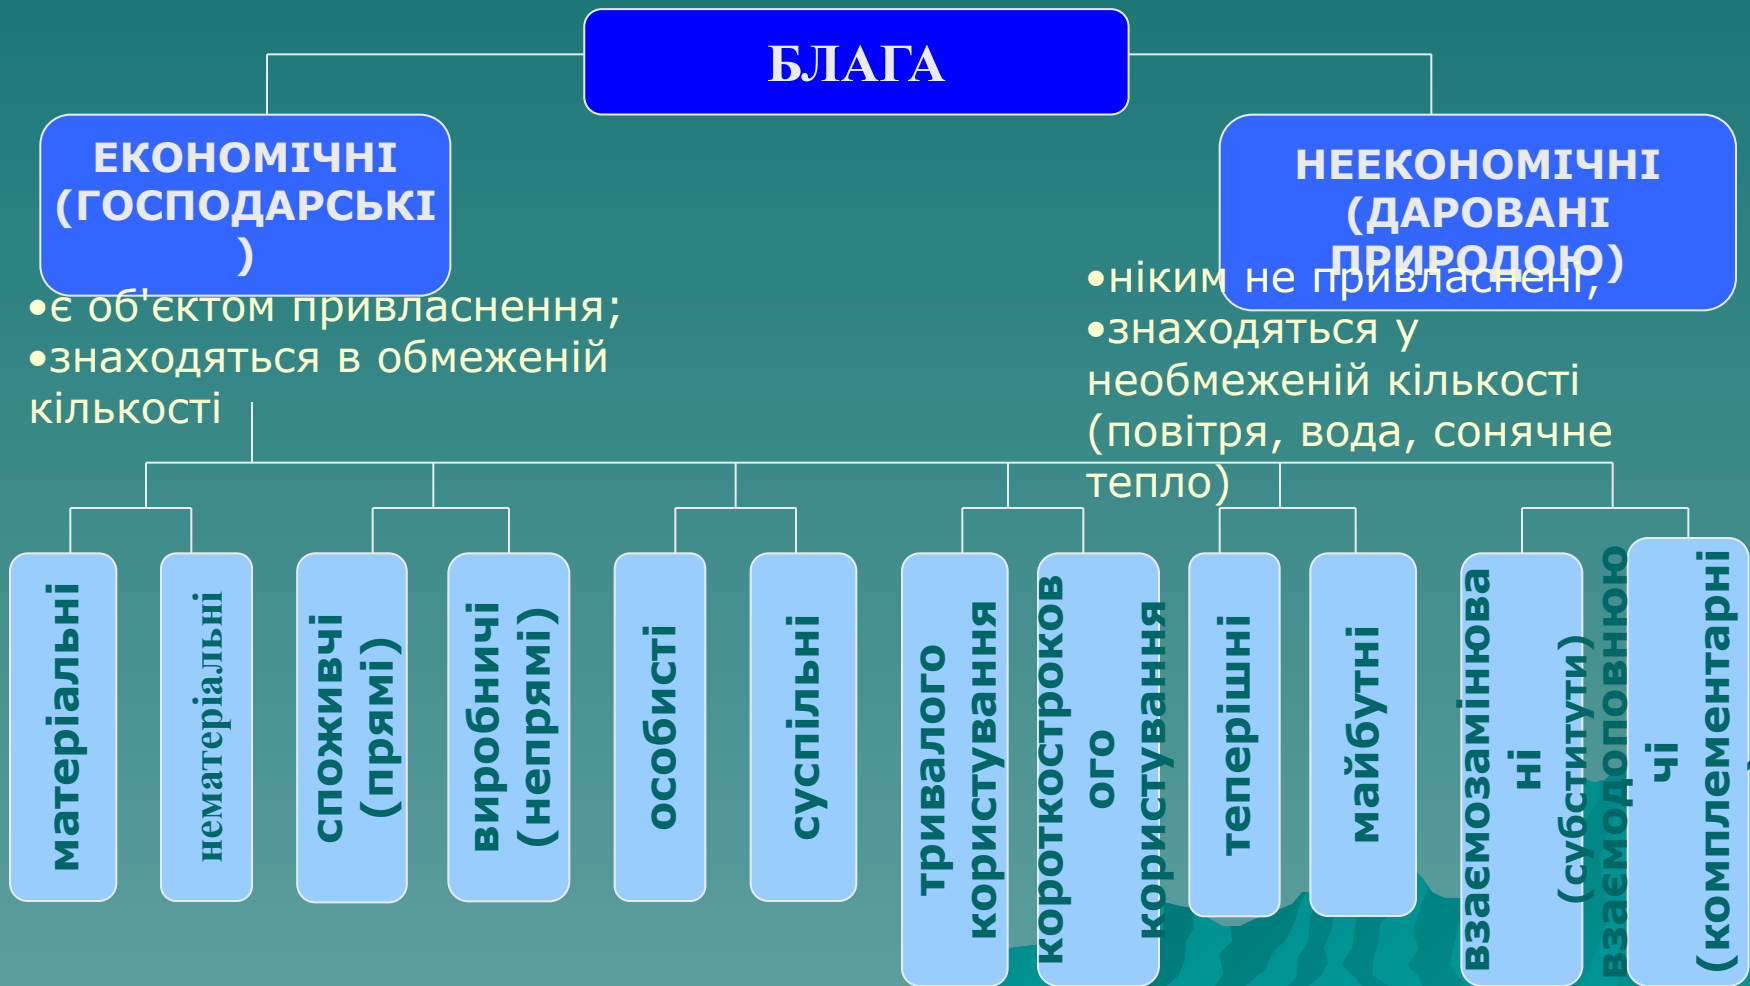 БЛАГА
ЕКОНОМІЧНІ
(ГОСПОДАРСЬКІ
)
НЕЕКОНОМІЧНІ
(ДАРОВАНІ
ПРИРОДОЮ)
•є об'єктом привласнення;
•знаходяться в обмеженій
кількості
•ніким не привласнені;
•знаходяться у
необмеженій кількості
(повітря, вода, сонячне
тепло)
матеріальні
нематеріальні
споживчі
(прямі)
виробничі
(непрямі)
особисті
суспільні
тривалого
користування
короткостроков
ого
користування
теперішні
майбутні
взаємозамінюва
ні
(субститути)
взаємодоповнюю
чі
(комплементарні